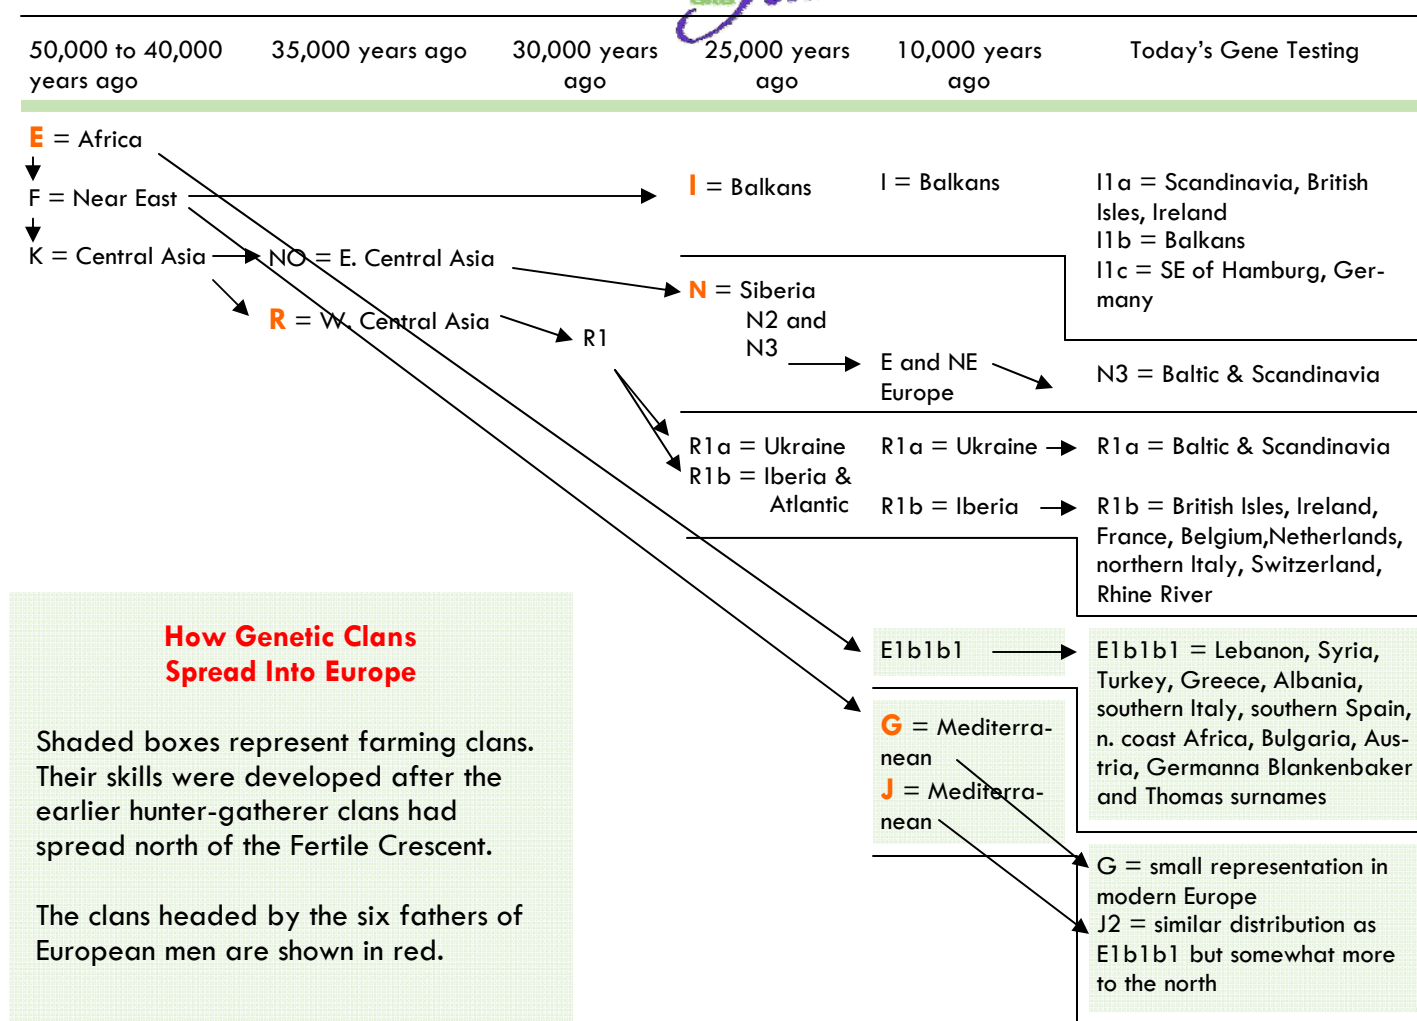 50,000 to 40,000
years ago
35,000 years ago
30,000 years
ago
25,000 years
ago
10,000 years
ago
Today's Gene Testing
E = Africa
F = Near East
K = Central Asia
NO = E. Central Asia
R = W. Central Asia
R1
I = Balkans
N = Siberia
N2 and
N3
R1a = Ukraine
R1b = Iberia &
Atlantic
I = Balkans
E and NE
Europe
R1a = Ukraine
R1b = Iberia
E1b1b1
G = Mediterra-
nean
J = Mediterra-
nean
I1a = Scandinavia, British
Isles, Ireland
I1b = Balkans
I1c = SE of Hamburg, Ger-
many
N3 = Baltic & Scandinavia
R1a = Baltic & Scandinavia
R1b = British Isles, Ireland,
France, Belgium,Netherlands,
northern Italy, Switzerland,
Rhine River
E1b1b1 = Lebanon, Syria,
Turkey, Greece, Albania,
southern Italy, southern Spain,
n. coast Africa, Bulgaria, Aus-
tria, Germanna Blankenbaker
and Thomas surnames
G = small representation in
modern Europe
J2 = similar distribution as
E1b1b1 but somewhat more
to the north
How Genetic Clans
Spread Into Europe
Shaded boxes represent farming clans.
Their skills were developed after the
earlier hunter-gatherer clans had
spread north of the Fertile Crescent.
The clans headed by the six fathers of
European men are shown in red.